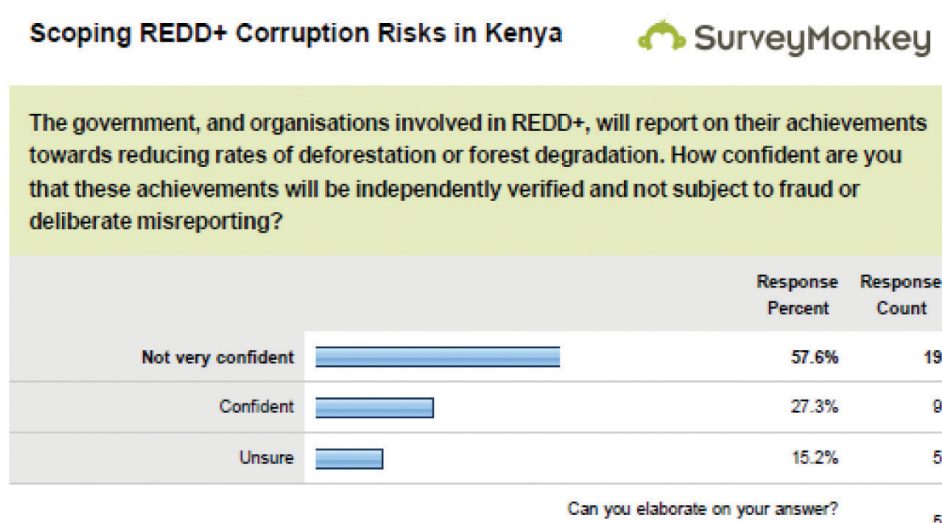 Scoping REDD+ Corruption Risks in Kenya
SurveyMonkey
The government, and organisations involved in REDD+, will report on their achievements
towards reducing rates of deforestation or forest degradation. How confident are you
that these achievements will be independently verified and not subject to fraud or
deliberate misreporting?
Response Response
Percent Count
Not very confident 57.6% 19
Confident 27.3% 9
Unsure 15.2% 5
Can you elaborate on your answer?
5